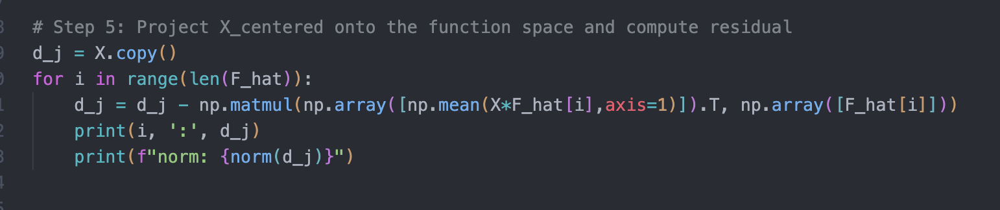 # Step 5: Project X_centered onto the function space and compute residual
d_j = X.copy()
for i in range(len(F_hat)):
    d_j = d_j - np.matmul(np.array([np.mean(X*F_hat[i],axis=1)]).T, np.array([F_hat[i]]))
    print(i, ':', d_j)
    print(f"norm: {norm(d_j)}")